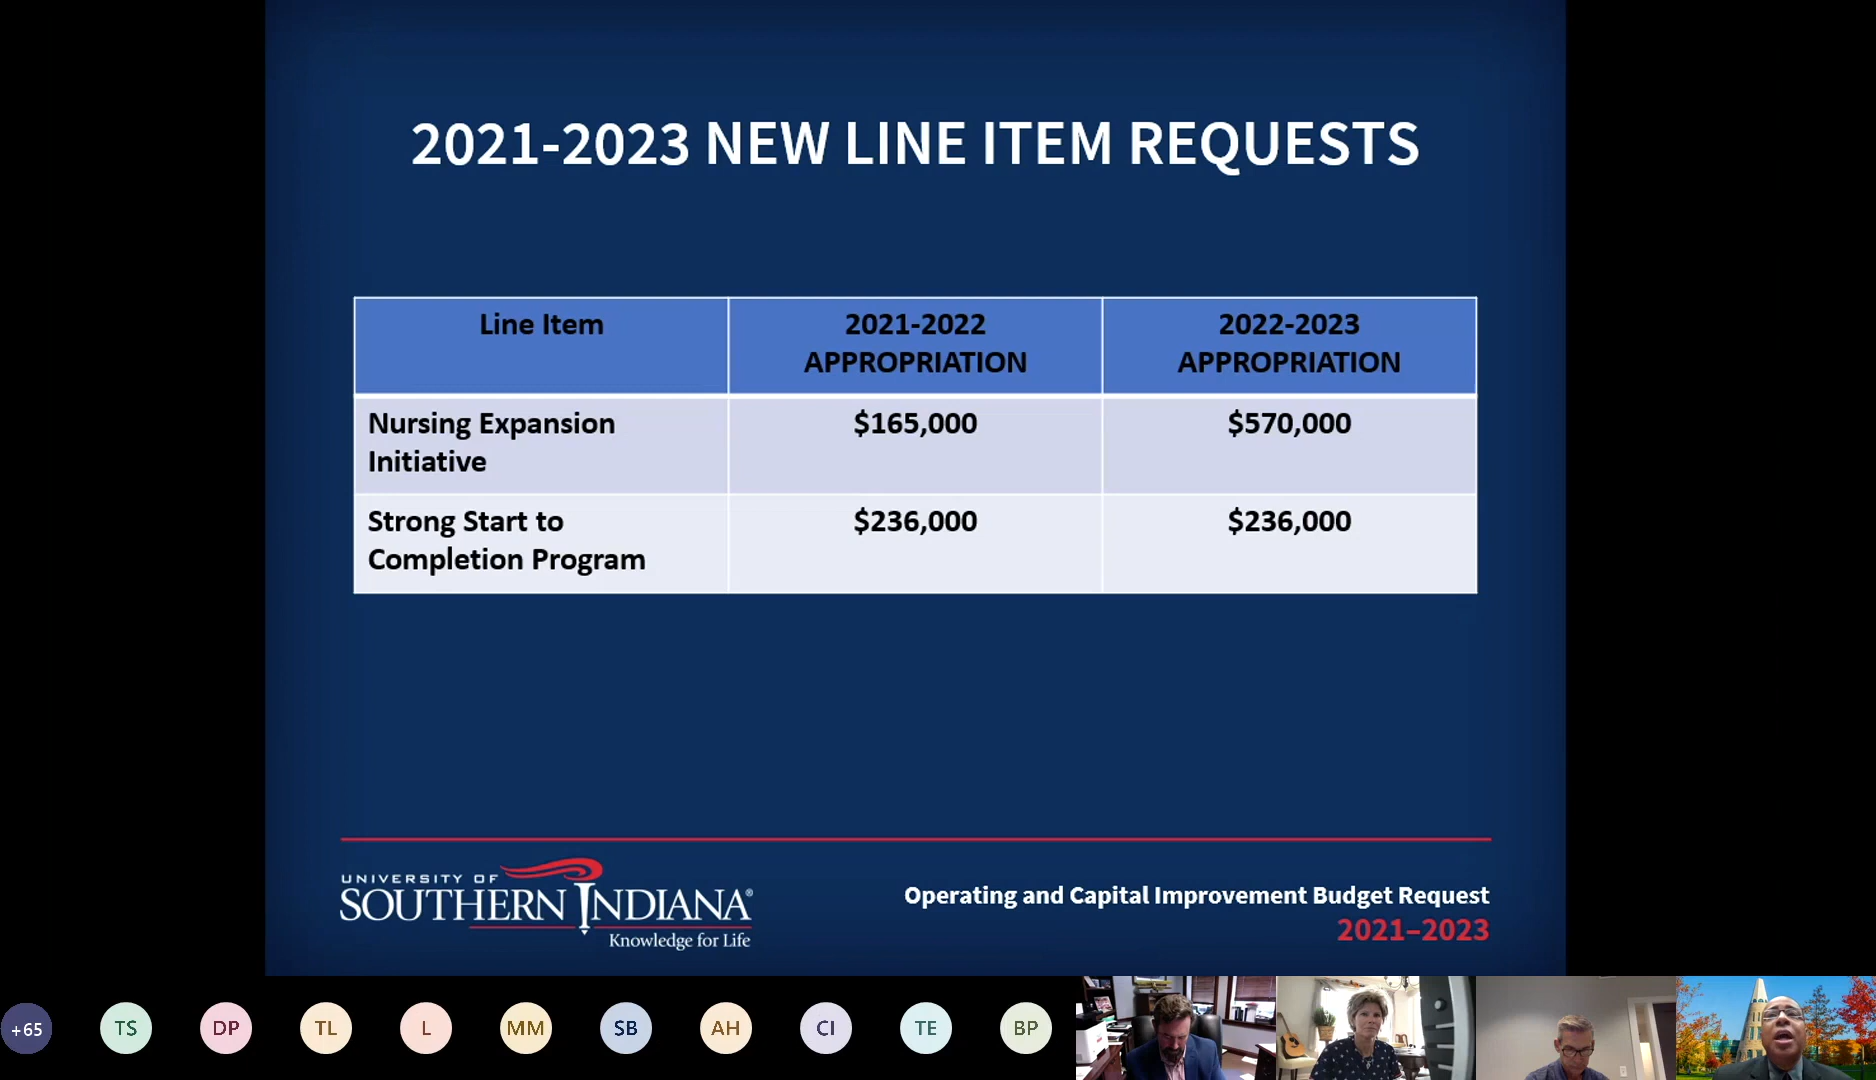 2021-2023 NEW LINE ITEM REQUESTS
Line Item
2021-2022
APPROPRIATION
2022-2023
APPROPRIATION
Nursing Expansion
Initiative
$165,000
$570,000
Strong Start to
Completion Program
$236,000
$236,000
UNIVERSITY OF
SOUTHERN INDIANA®
Knowledge for Life
Operating and Capital Improvement Budget Request
2021–2023
+65
TS
DP
TL
L
MM
SB
AH
CI
TE
BP